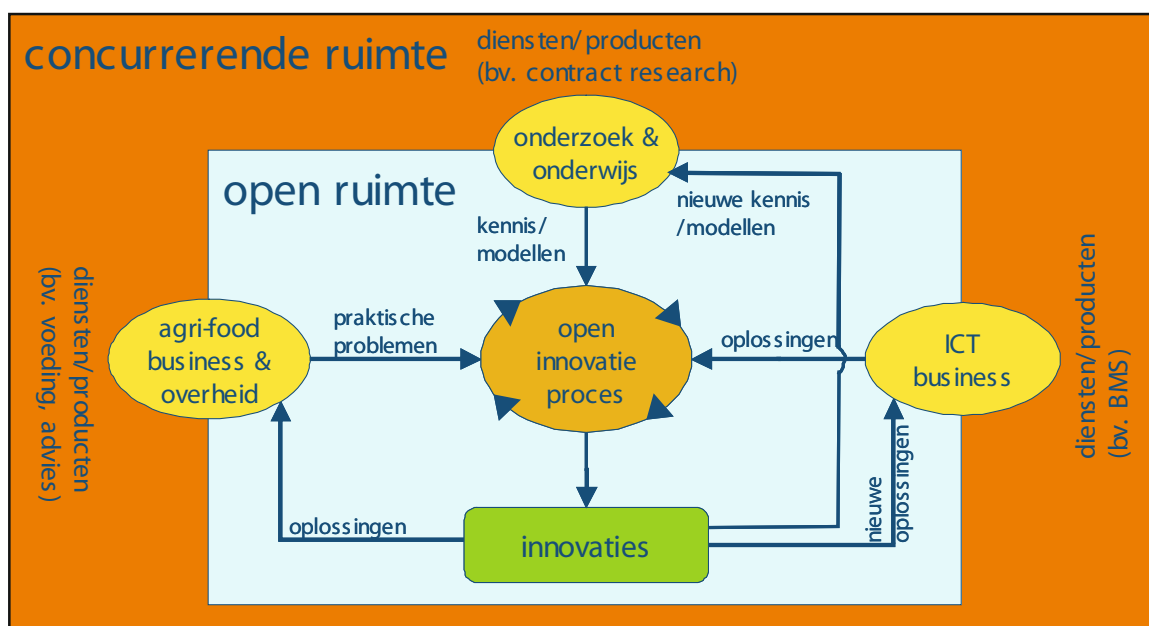 concurrerende ruimte
diensten/producten
(bv. contract research)
onderzoek &
onderwijs
open ruimte
nieuwe kennis
/modellen
kennis/
modellen
diensten/producten
(bv. voeding, advies)
agri-food
business &
overheid
praktische
problemen
open
innovatie
proces
oplossingen
ICT
business
diensten/producten
(bv. BMS)
oplossingen
innovaties
nieuwe
oplossingen